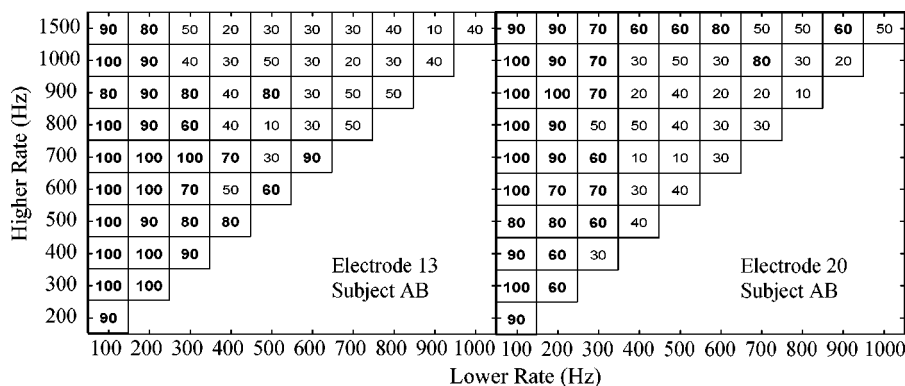 1500 90 80 50 20 30 30 30 40 10 40 90 90 70 60 60 80 50 50 60 50
1000 100 90 40 30 50 30 20 30 40 100 90 70 30 50 30 80 30 20
900 80 90 80 40 80 30 50 50 100 100 70 20 40 20 20 10
800 100 90 60 40 10 30 50 100 90 50 50 40 30 30
700 100 100 100 70 30 90 100 90 60 10 10 30
600 100 100 70 50 60 100 70 70 30 40
500 100 90 80 80 80 80 60 40
400 100 100 90 90 60 30
300 100 100 100 60
200 90 90
Higher Rate (Hz)
Electrode 13
Subject AB
Electrode 20
Subject AB
100 200 300 400 500 600 700 800 900 1000 100 200 300 400 500 600 700 800 900 1000
Lower Rate (Hz)